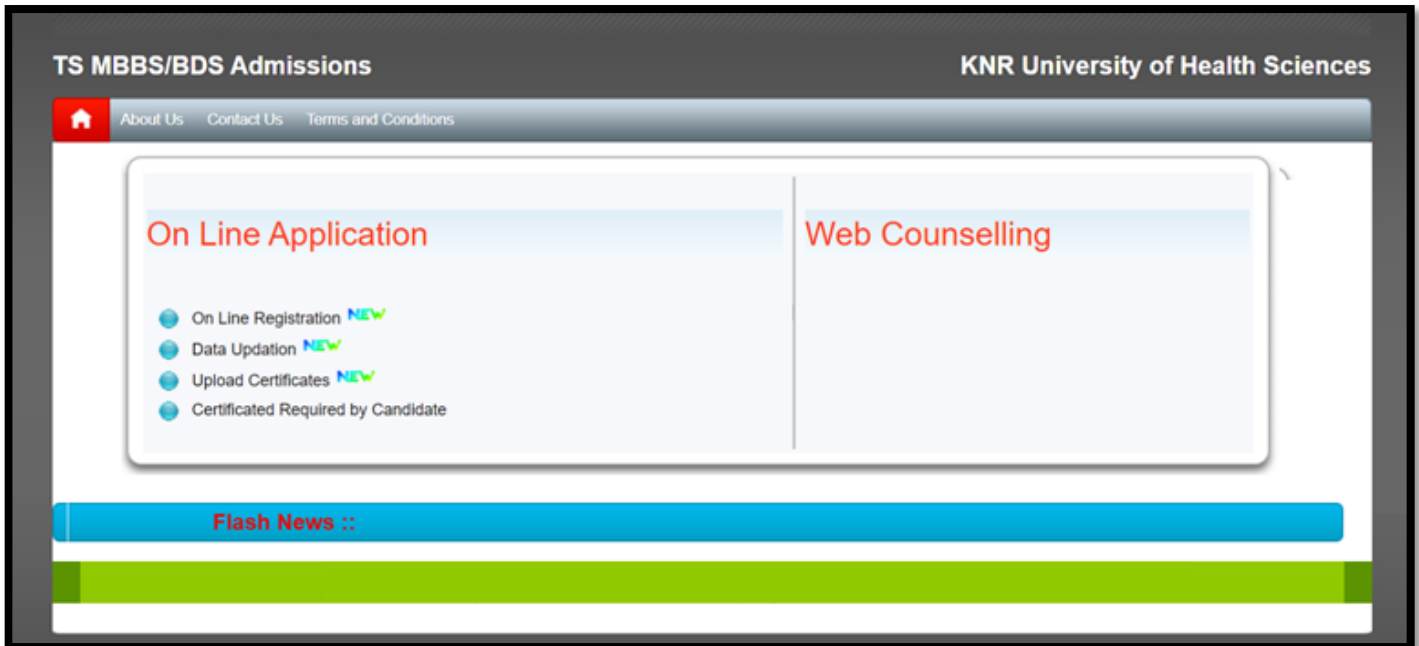 TS MBBS/BDS Admissions
KNR University of Health Sciences
About Us Contact Us Terms and Conditions
On Line Application
On Line Registration NEW
Data Updation NEW
Upload Certificates NEW
Certificated Required by Candidate
Web Counselling
Flash News ::